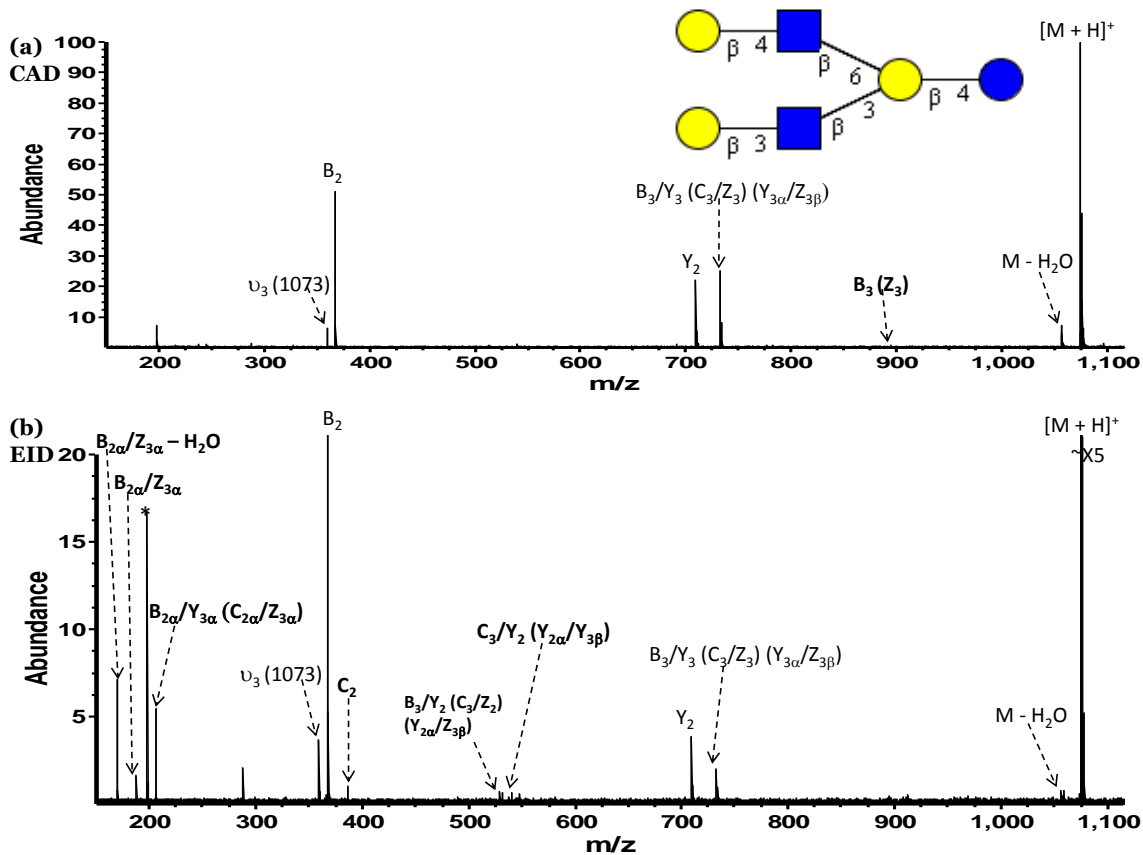 (a)
CAD
Abundance
100
90
80
70
60
50
40
30
20
10
β 4 β 6 β 4
β 3 β 3
[M + H]⁺
B₂
B₃/Y₃ (C₃/Z₃) (Y₃α/Z₃β)
υ₃ (1073)
Y₂
B₃ (Z₃)
M - H₂O
200 300 400 500 600 700 800 900 1,000 1,100
m/z
(b)
EID
Abundance
20
15
10
5
B₂α/Z₃α – H₂O
B₂α/Z₃α
*
B₂α/Y₃α (C₂α/Z₃α)
υ₃ (1073)
B₂
C₂
B₃/Y₂ (C₃/Z₂)
(Y₂α/Z₃β)
C₃/Y₂ (Y₂α/Y₃β)
B₃/Y₃ (C₃/Z₃) (Y₃α/Z₃β)
Y₂
M - H₂O
[M + H]⁺
~X5
200 300 400 500 600 700 800 900 1,000 1,100
m/z